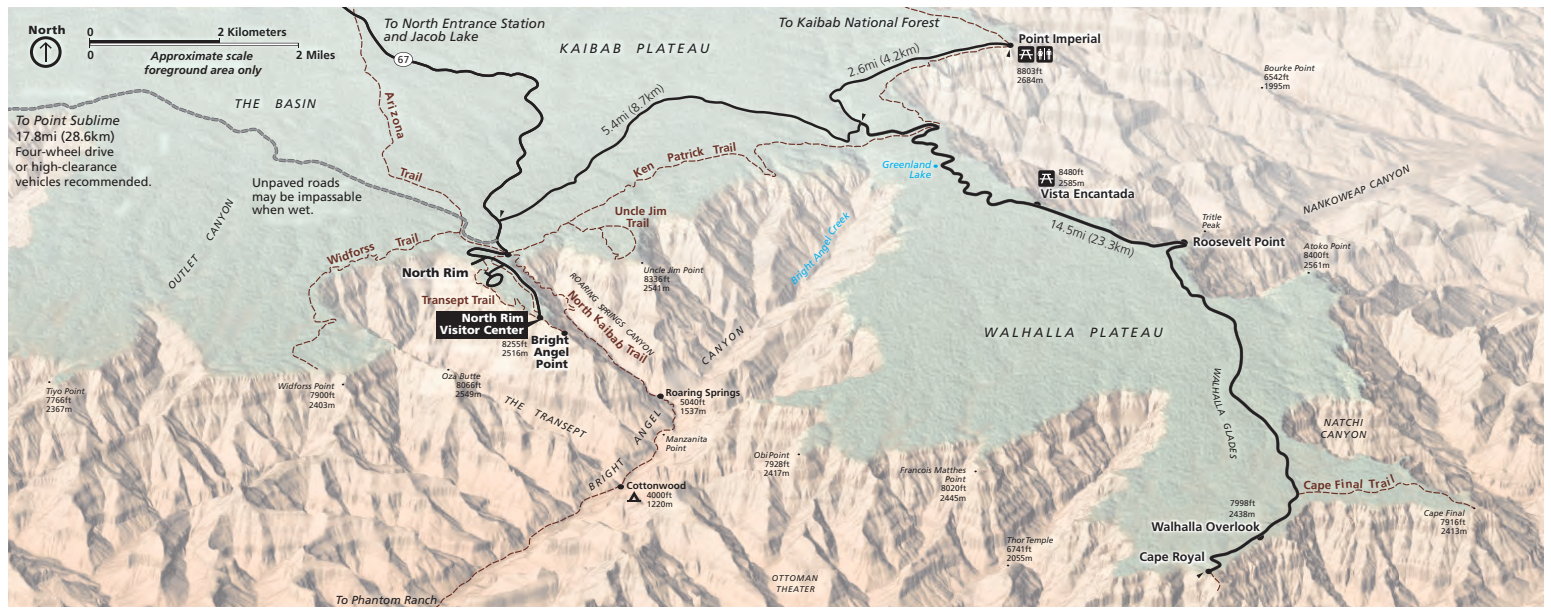 North
0
2 Kilometers
0
2 Miles
Approximate scale
foreground area only
To North Entrance Station
and Jacob Lake
67
KAIBAB PLATEAU
To Kaibab National Forest
Point Imperial
8803ft
2684m
2.6mi (4.2km)
Bourke Point
6542ft
1995m
THE BASIN
To Point Sublime
17.8mi (28.6km)
Four-wheel drive
or high-clearance
vehicles recommended.
Arizona
Trail
5.4mi (8.7km)
Ken Patrick Trail
Greenland
Lake
8480ft
2585m
Vista Encantada
NANKOWEAP CANYON
Unpaved roads
may be impassable
when wet.
OUTLET CANYON
Widforss Trail
Uncle Jim
Trail
Bright Angel Creek
14.5mi (23.3km)
Tritle
Peak
Roosevelt Point
Atoko Point
8400ft
2561m
North Rim
Uncle Jim Point
8336ft
2541m
ROARING SPRINGS CANYON
Transept Trail
North Kaibab Trail
North Rim
Visitor Center
8255ft
2516m
Bright
Angel
Point
WALHALLA PLATEAU
CANYON
Tiyo Point
7766ft
2367m
Widforss Point
7900ft
2403m
Oza Butte
8066ft
2549m
THE TRANSEPT
Roaring Springs
5040ft
1537m
ANGEL
BRIGHT
Manzanita
Point
WALHALLA GLADES
NATCHI
CANYON
Obi Point
7928ft
2417m
Francois Matthes
Point
8020ft
2445m
Cottonwood
4000ft
1220m
Cape Final Trail
Cape Final
7916ft
2413m
7998ft
2438m
Walhalla Overlook
Thor Temple
6741ft
2055m
Cape Royal
OTTOMAN
THEATER
To Phantom Ranch